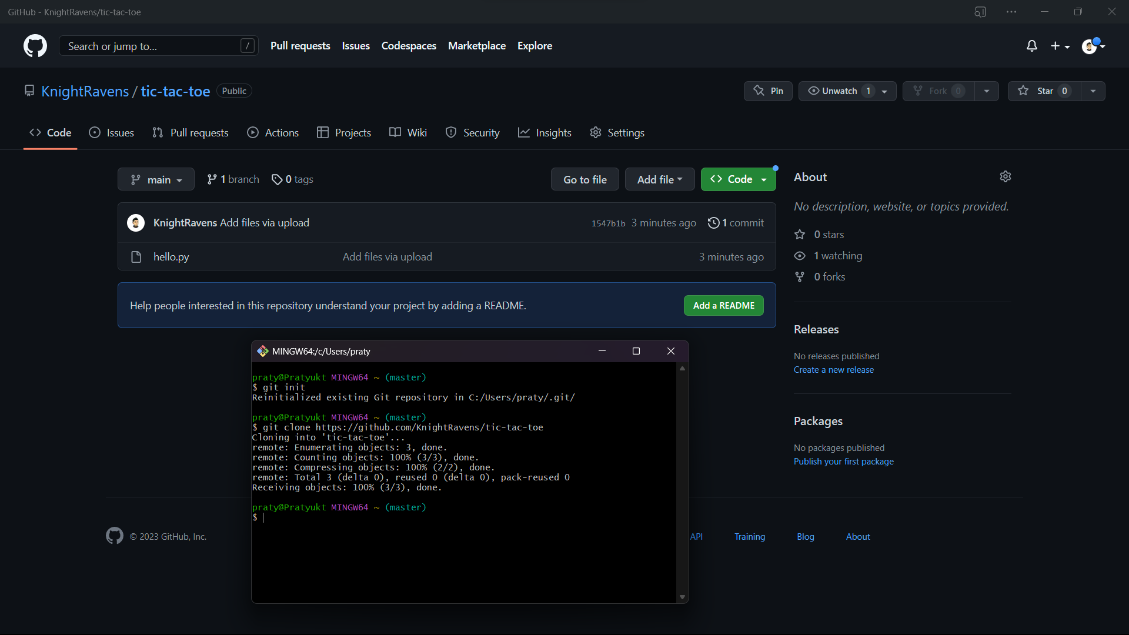 GitHub - KnightRavens/tic-tac-toe
Search or jump to... /
Pull requests Issues Codespaces Marketplace Explore
KnightRavens / tic-tac-toe Public
Pin Unwatch 1 Fork 0 Star 0
Code Issues Pull requests Actions Projects Wiki Security Insights Settings
main 1 branch 0 tags Go to file Add file Code
KnightRavens Add files via upload 1547b1b 3 minutes ago 1 commit
hello.py Add files via upload 3 minutes ago
Help people interested in this repository understand your project by adding a README. Add a README
About
No description, website, or topics provided.
0 stars
1 watching
0 forks
Releases
No releases published
Create a new release
Packages
No packages published
Publish your first package
MINGW64:/c/Users/praty
praty@Pratyukt MINGW64 ~ (master)
$ git init
Reinitialized existing Git repository in C:/Users/praty/.git/
praty@Pratyukt MINGW64 ~ (master)
$ git clone https://github.com/KnightRavens/tic-tac-toe
Cloning into 'tic-tac-toe'...
remote: Enumerating objects: 3, done.
remote: Counting objects: 100% (3/3), done.
remote: Compressing objects: 100% (2/2), done.
remote: Total 3 (delta 0), reused 0 (delta 0), pack-reused 0
Receiving objects: 100% (3/3), done.
praty@Pratyukt MINGW64 ~ (master)
$
© 2023 GitHub, Inc. API Training Blog About